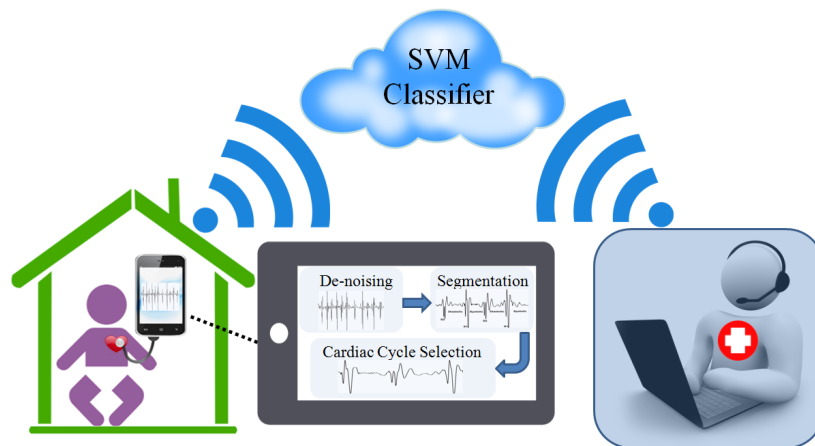 SVM
Classifier
De-noising
Segmentation
Cardiac Cycle Selection